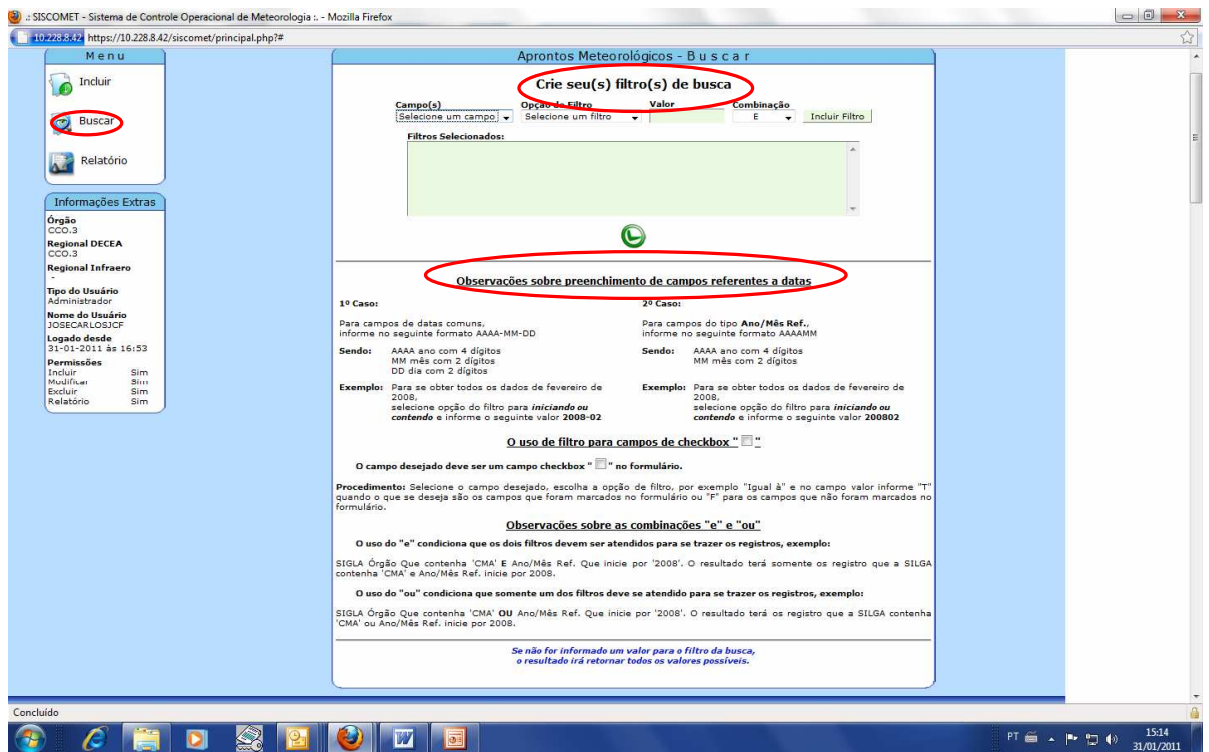 .: SISCOMET - Sistema de Controle Operacional de Meteorologia :. - Mozilla Firefox
10.228.8.42 https://10.228.8.42/siscomet/principal.php?#
Menu
Incluir
Buscar
Relatório
Informações Extras
Órgão
CCO.3
Regional DECEA
CCO.3
Regional Infraero
-
Tipo do Usuário
Administrador
Nome do Usuário
JOSECARLOSJCF
Logado desde
31-01-2011 às 16:53
Permissões
Incluir Sim
Modificar Sim
Excluir Sim
Relatório Sim
Aprontos Meteorológicos - Buscar
Crie seu(s) filtro(s) de busca
Campo(s) Opção de Filtro Valor Combinação
Selecione um campo Selecione um filtro E Incluir Filtro
Filtros Selecionados:
Observações sobre preenchimento de campos referentes a datas
1º Caso:
Para campos de datas comuns,
informe no seguinte formato AAAA-MM-DD
Sendo: AAAA ano com 4 dígitos
MM mês com 2 dígitos
DD dia com 2 dígitos
Exemplo: Para se obter todos os dados de fevereiro de
2008,
selecione opção do filtro para iniciando ou
contendo e informe o seguinte valor 2008-02
2º Caso:
Para campos do tipo Ano/Mês Ref.,
informe no seguinte formato AAAAMM
Sendo: AAAA ano com 4 dígitos
MM mês com 2 dígitos
Exemplo: Para se obter todos os dados de fevereiro de
2008,
selecione opção do filtro para iniciando ou
contendo e informe o seguinte valor 200802
O uso de filtro para campos de checkbox " "
O campo desejado deve ser um campo checkbox " " no formulário.
Procedimento: Selecione o campo desejado, escolha a opção de filtro, por exemplo "Igual à" e no campo valor informe "T"
quando o que se deseja são os campos que foram marcados no formulário ou "F" para os campos que não foram marcados no
formulário.
Observações sobre as combinações "e" e "ou"
O uso do "e" condiciona que os dois filtros devem ser atendidos para se trazer os registros, exemplo:
SIGLA Órgão Que contenha 'CMA' E Ano/Mês Ref. Que inicie por '2008'. O resultado terá somente os registro que a SILGA
contenha 'CMA' e Ano/Mês Ref. inicie por 2008.
O uso do "ou" condiciona que somente um dos filtros deve se atendido para se trazer os registros, exemplo:
SIGLA Órgão Que contenha 'CMA' OU Ano/Mês Ref. Que inicie por '2008'. O resultado terá os registro que a SILGA contenha
'CMA' ou Ano/Mês Ref. inicie por 2008.
Se não for informado um valor para o filtro da busca,
o resultado irá retornar todos os valores possíveis.
Concluído
PT
15:14
31/01/2011